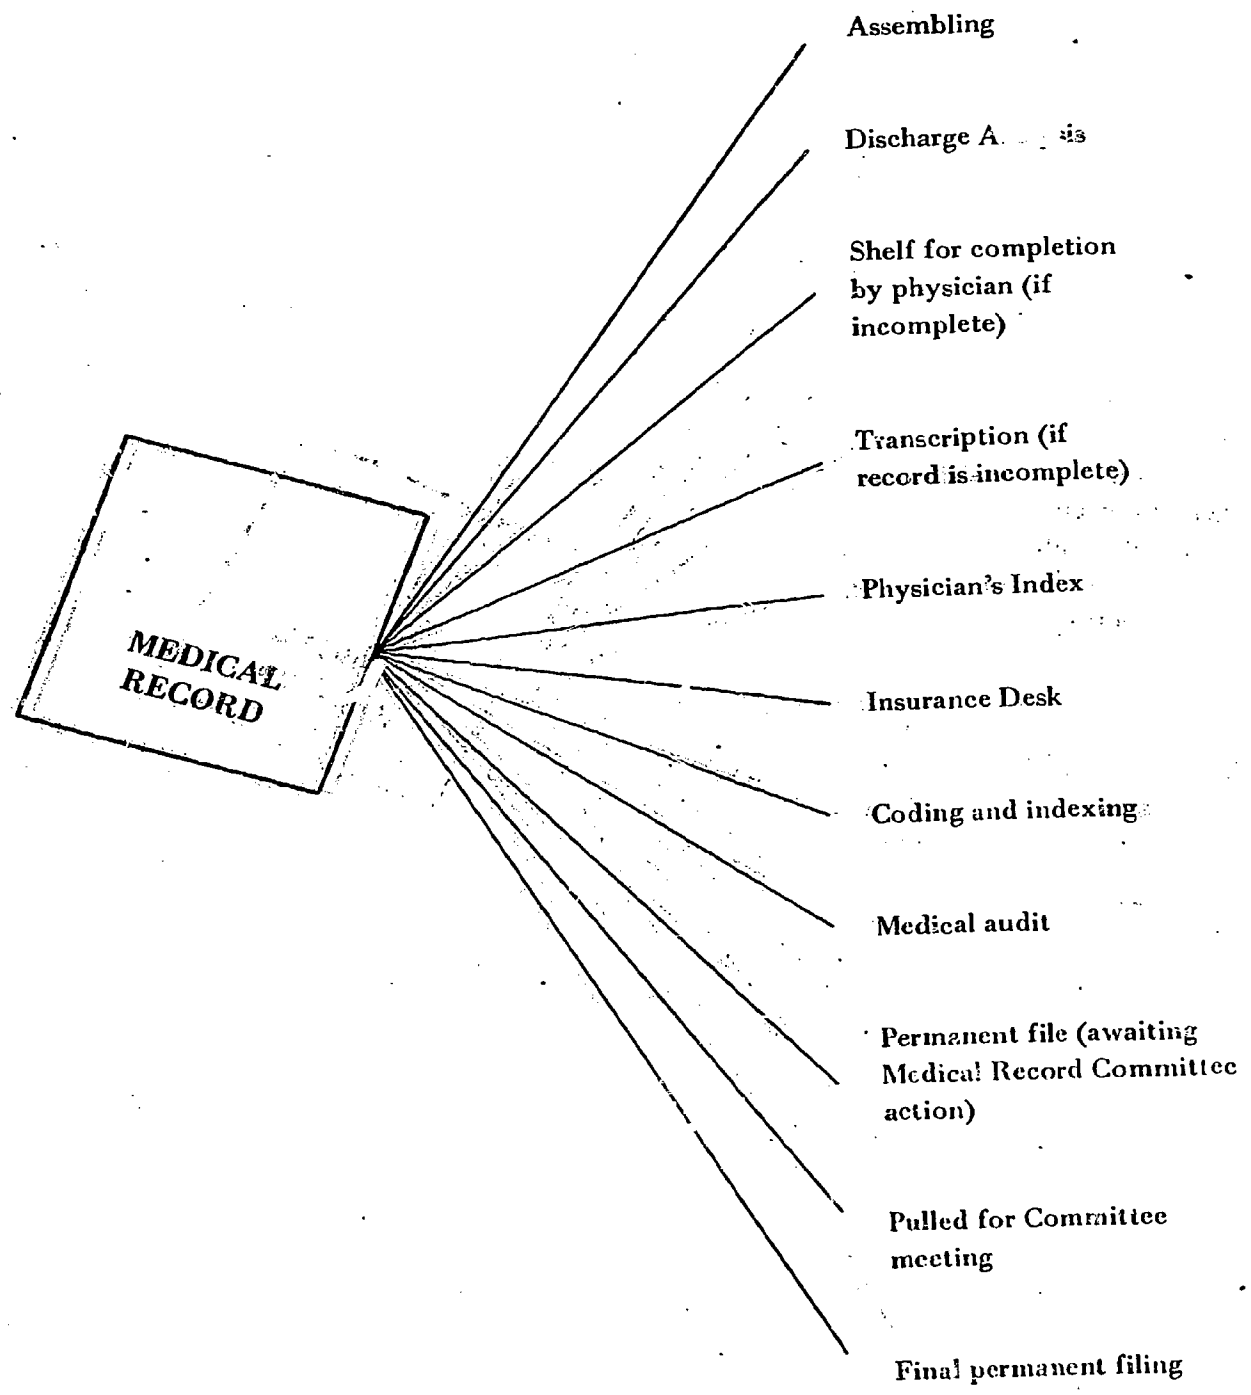 Assembling
Discharge
Shelf for completion
by physician (if
incomplete)
Transcription (if
record is incomplete)
Physician's Index
MEDICAL
RECORD
Insurance Desk
Coding and indexing
Medical audit
Permanent file (awaiting
Medical Record Committee
action)
Pulled for Committee
meeting
Final permanent filing